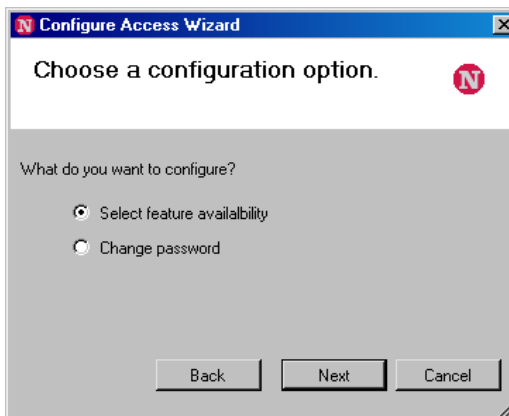 N Configure Access Wizard
Choose a configuration option.
N
What do you want to configure?
Select feature availalbility
Change password
Back Next Cancel